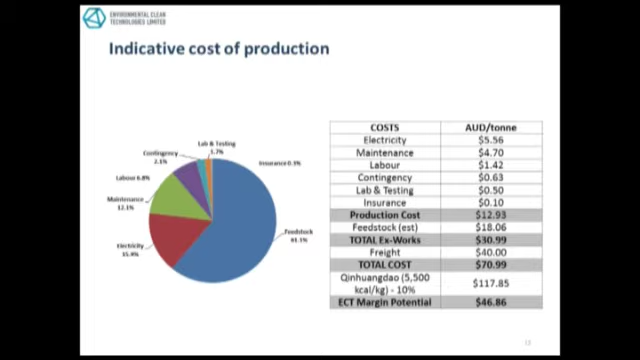 ENVIRONMENTAL CLEAN
TECHNOLOGIES LIMITED
Indicative cost of production
Lab & Testing
1.7%
Contingency
2.1%
Insurance 0.3%
Labour 6.8%
Maintenance
12.1%
Electricity
15.9%
Feedstock
61.1%
COSTS AUD/tonne
Electricity $5.56
Maintenance $4.70
Labour $1.42
Contingency $0.63
Lab & Testing $0.50
Insurance $0.10
Production Cost $12.93
Feedstock (est) $18.06
TOTAL Ex-Works $30.99
Freight $40.00
TOTAL COST $70.99
Qinhuangdao (5,500
kcal/kg) - 10% $117.85
ECT Margin Potential $46.86